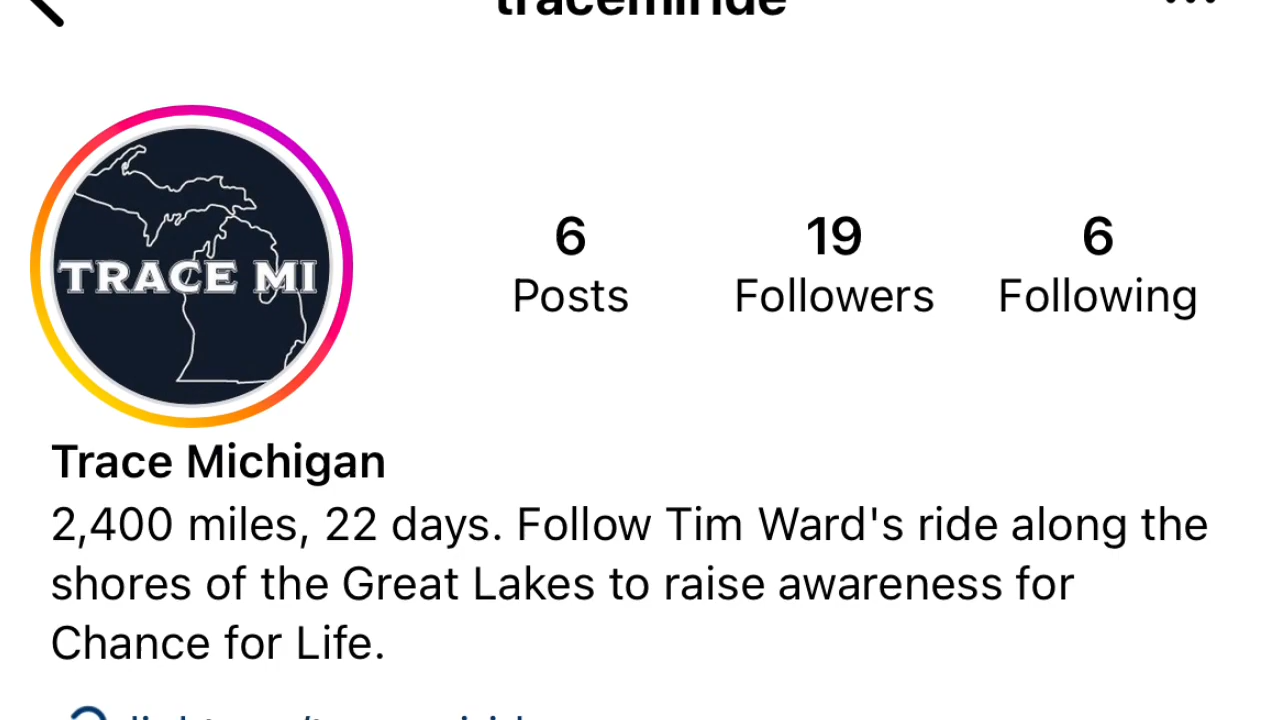 tracemiride
TRACE MI
6 19 6
Posts Followers Following
Trace Michigan
2,400 miles, 22 days. Follow Tim Ward's ride along the
shores of the Great Lakes to raise awareness for
Chance for Life.